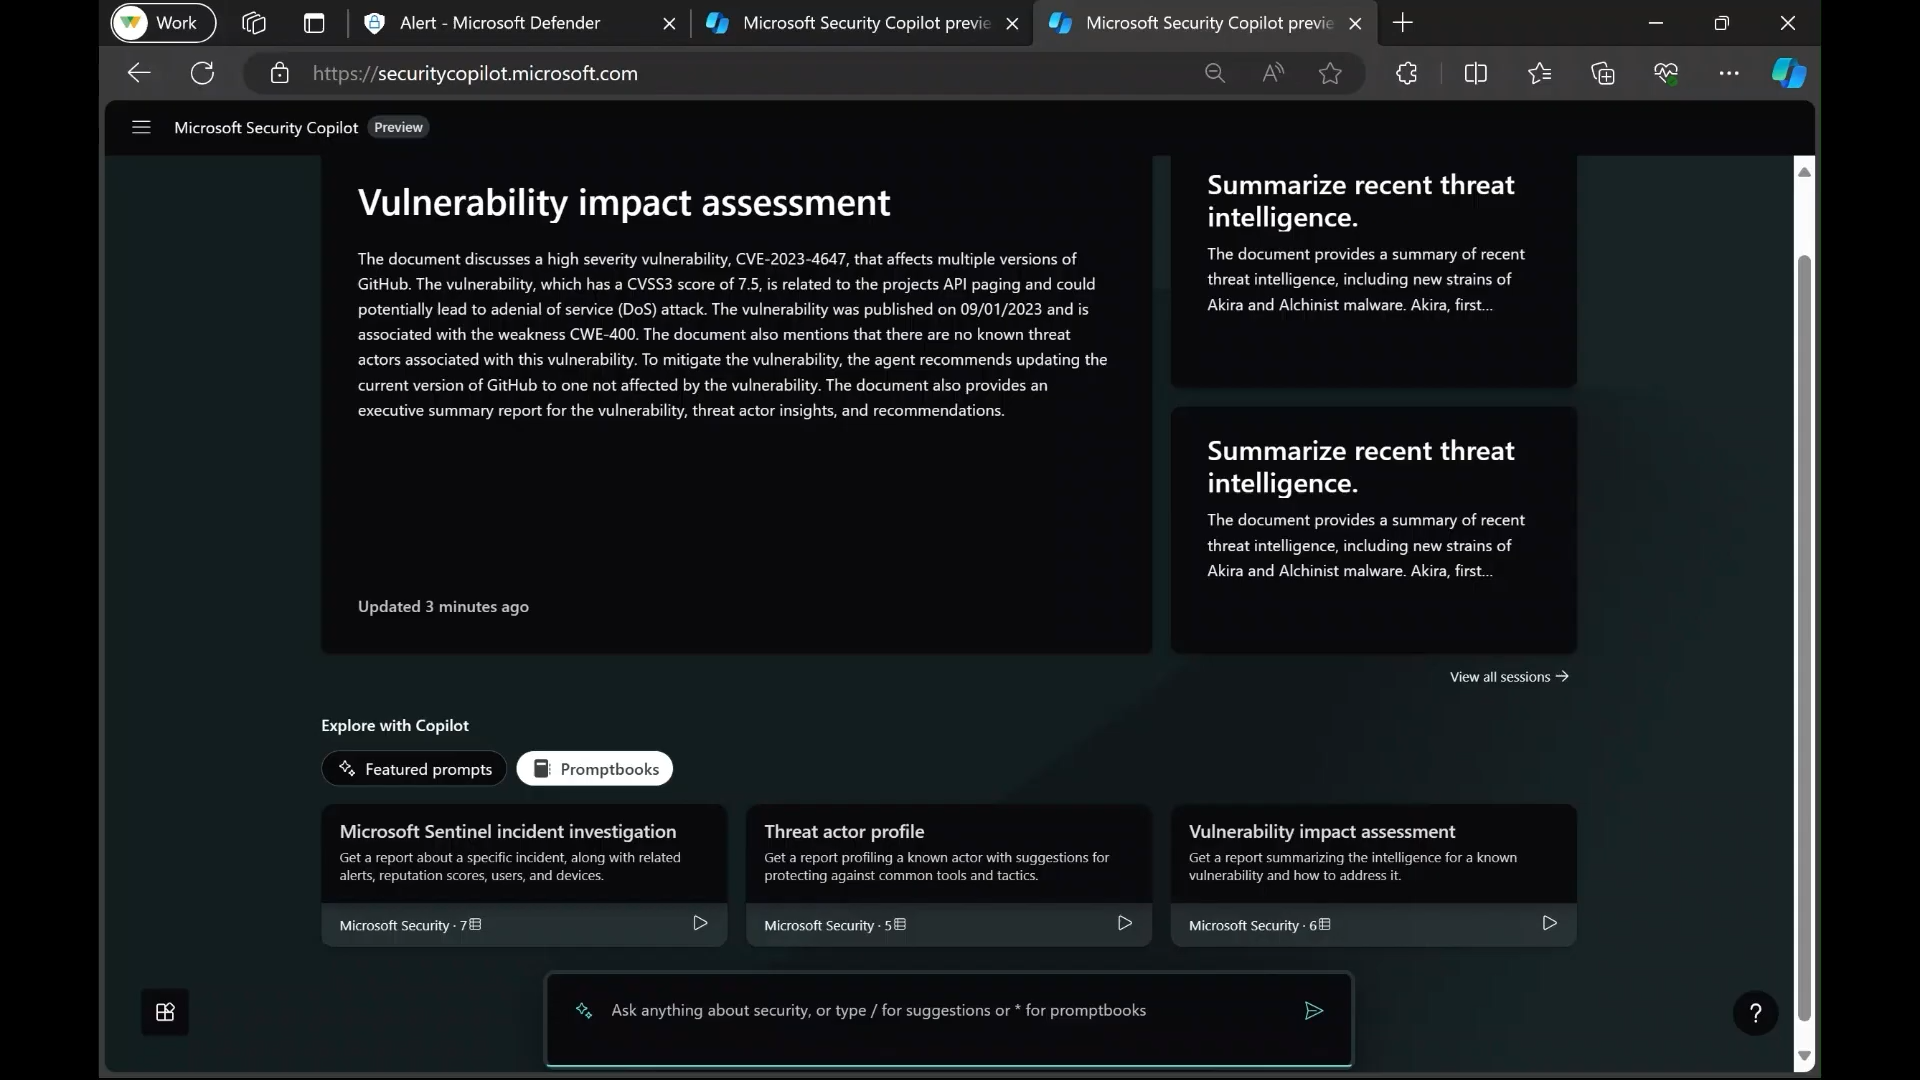 Work
Alert - Microsoft Defender
Microsoft Security Copilot previe
Microsoft Security Copilot previe
https://securitycopilot.microsoft.com
Microsoft Security Copilot Preview
Vulnerability impact assessment
The document discusses a high severity vulnerability, CVE-2023-4647, that affects multiple versions of
GitHub. The vulnerability, which has a CVSS3 score of 7.5, is related to the projects API paging and could
potentially lead to adenial of service (DoS) attack. The vulnerability was published on 09/01/2023 and is
associated with the weakness CWE-400. The document also mentions that there are no known threat
actors associated with this vulnerability. To mitigate the vulnerability, the agent recommends updating the
current version of GitHub to one not affected by the vulnerability. The document also provides an
executive summary report for the vulnerability, threat actor insights, and recommendations.
Updated 3 minutes ago
Summarize recent threat
intelligence.
The document provides a summary of recent
threat intelligence, including new strains of
Akira and Alchinist malware. Akira, first...
Summarize recent threat
intelligence.
The document provides a summary of recent
threat intelligence, including new strains of
Akira and Alchinist malware. Akira, first...
View all sessions →
Explore with Copilot
Featured prompts
Promptbooks
Microsoft Sentinel incident investigation
Get a report about a specific incident, along with related
alerts, reputation scores, users, and devices.
Microsoft Security · 7
Threat actor profile
Get a report profiling a known actor with suggestions for
protecting against common tools and tactics.
Microsoft Security · 5
Vulnerability impact assessment
Get a report summarizing the intelligence for a known
vulnerability and how to address it.
Microsoft Security · 6
Ask anything about security, or type / for suggestions or * for promptbooks
?